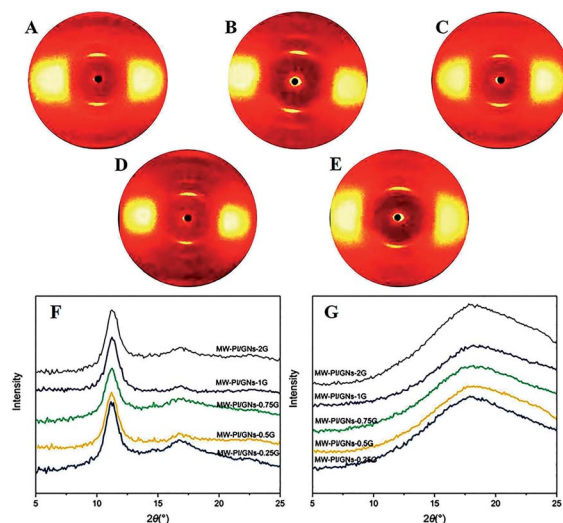 A
B
C
D
E
F
MW-PI/GNs-2G
MW-PI/GNs-1G
MW-PI/GNs-0.75G
MW-PI/GNs-0.5G
MW-PI/GNs-0.25G
Intensity
5 10 15 20 25
2θ(°)
G
MW-PI/GNs-2G
MW-PI/GNs-1G
MW-PI/GNs-0.75G
MW-PI/GNs-0.5G
MW-PI/GNs-0.25G
Intensity
5 10 15 20 25
2θ(°)